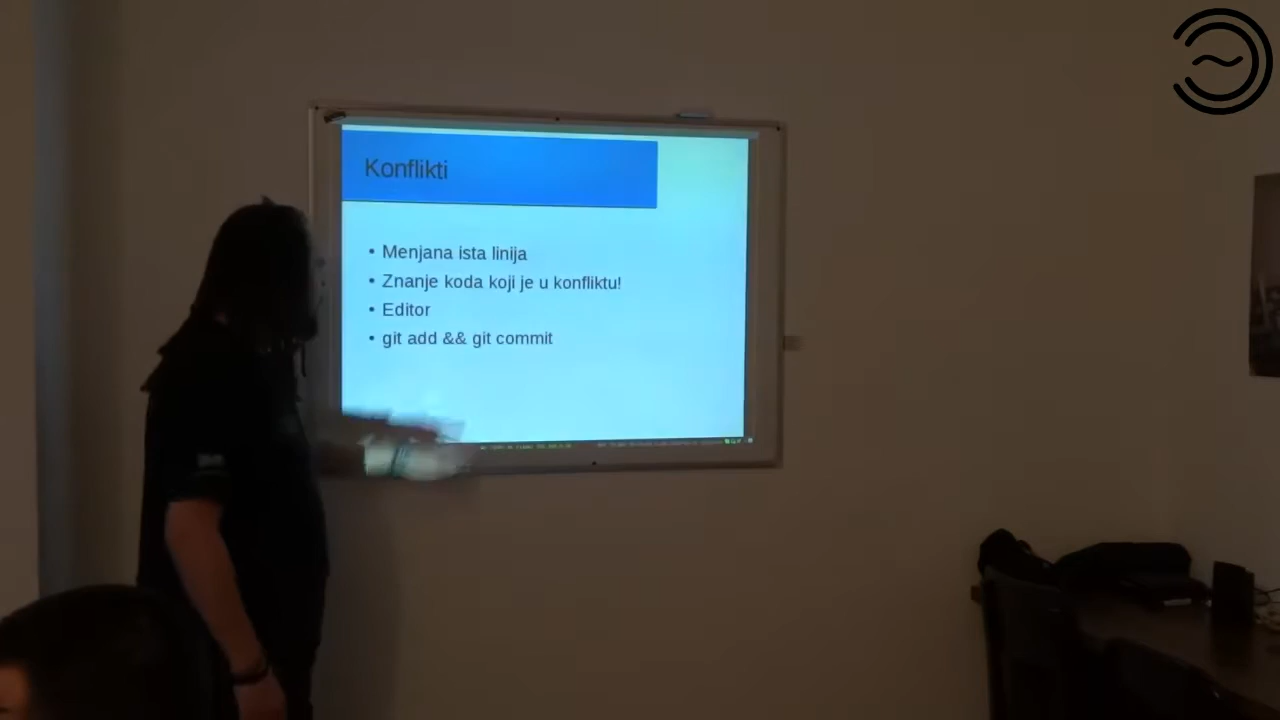 Konflikti
• Menjana ista linija
• Znanje koda koji je u konfliktu!
• Editor
• git add && git commit